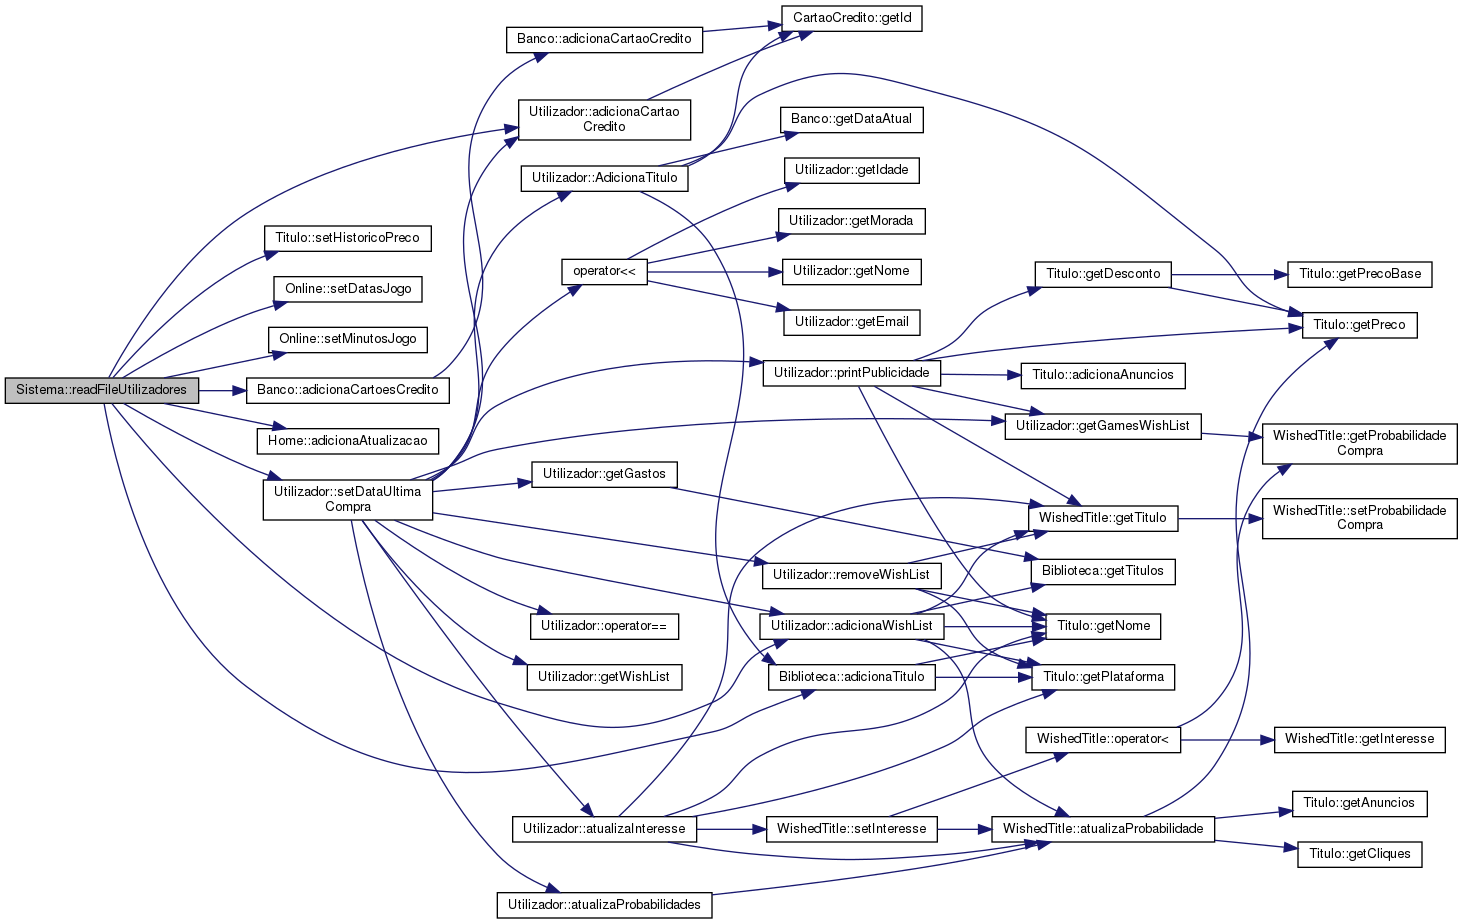 Sistema::readFileUtilizadores
Titulo::setHistoricoPreco
Online::setDatasJogo
Online::setMinutosJogo
Banco::adicionaCartoesCredito
Home::adicionaAtualizacao
Utilizador::setDataUltima
Compra
Banco::adicionaCartaoCredito
Utilizador::adicionaCartao
Credito
Utilizador::AdicionaTitulo
operator<<
Utilizador::getGastos
Utilizador::operator==
Utilizador::getWishList
Utilizador::atualizaInteresse
Utilizador::atualizaProbabilidades
CartaoCredito::getId
Banco::getDataAtual
Utilizador::getIdade
Utilizador::getMorada
Utilizador::getNome
Utilizador::getEmail
Utilizador::printPublicidade
Utilizador::removeWishList
Utilizador::adicionaWishList
Biblioteca::adicionaTitulo
WishedTitle::setInteresse
Titulo::getDesconto
Titulo::adicionaAnuncios
Utilizador::getGamesWishList
WishedTitle::getTitulo
Biblioteca::getTitulos
Titulo::getNome
Titulo::getPlataforma
WishedTitle::operator<
WishedTitle::atualizaProbabilidade
Titulo::getPrecoBase
Titulo::getPreco
WishedTitle::getProbabilidade
Compra
WishedTitle::setProbabilidade
Compra
WishedTitle::getInteresse
Titulo::getAnuncios
Titulo::getCliques